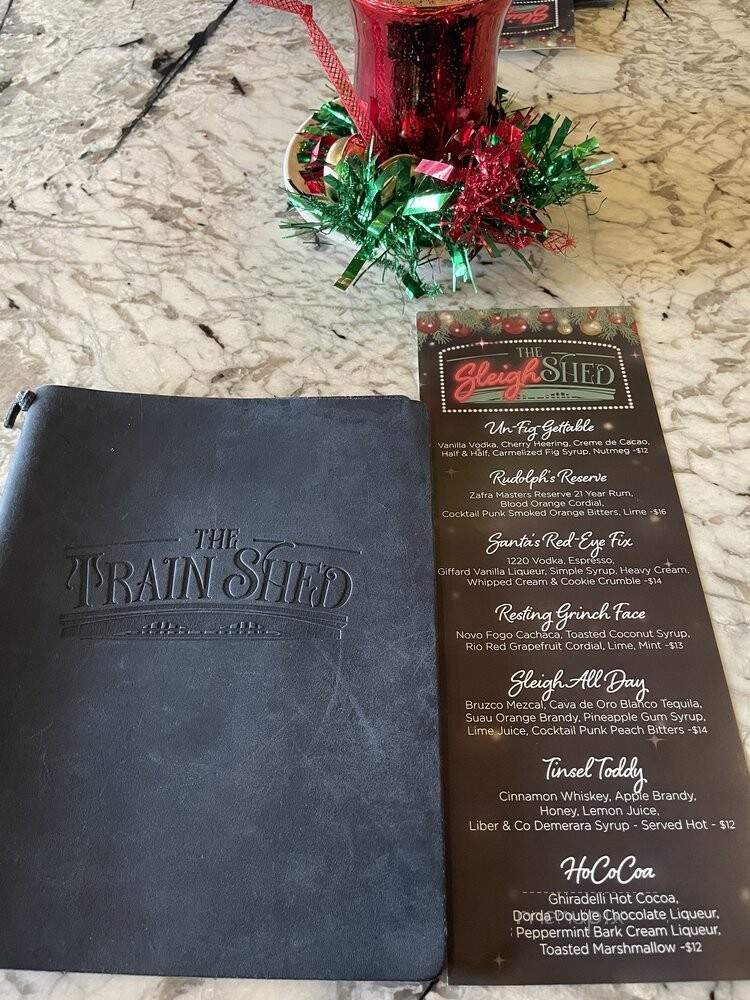 THE
TRAIN SHED
THE
Sleigh SHED
Un-Fig-Gettable
Vanilla Vodka, Cherry Heering, Creme de Cacao,
Half & Half, Carmelized Fig Syrup, Nutmeg -$12
Rudolph's Reserve
Zafra Masters Reserve 21 Year Rum,
Blood Orange Cordial,
Cocktail Punk Smoked Orange Bitters, Lime -$16
Santa's Red-Eye Fix
1220 Vodka, Espresso,
Giffard Vanilla Liqueur, Simple Syrup, Heavy Cream,
Whipped Cream & Cookie Crumble -$14
Resting Grinch Face
Novo Fogo Cachaca, Toasted Coconut Syrup,
Rio Red Grapefruit Cordial, Lime, Mint -$13
Sleigh All Day
Bruzco Mezcal, Cava de Oro Blanco Tequila,
Suau Orange Brandy, Pineapple Gum Syrup,
Lime Juice, Cocktail Punk Peach Bitters -$14
Tinsel Toddy
Cinnamon Whiskey, Apple Brandy,
Honey, Lemon Juice,
Liber & Co Demerara Syrup - Served Hot - $12
HoCoCoa
Ghiradelli Hot Cocoa,
Dorda Double Chocolate Liqueur,
Peppermint Bark Cream Liqueur,
Toasted Marshmallow -$12